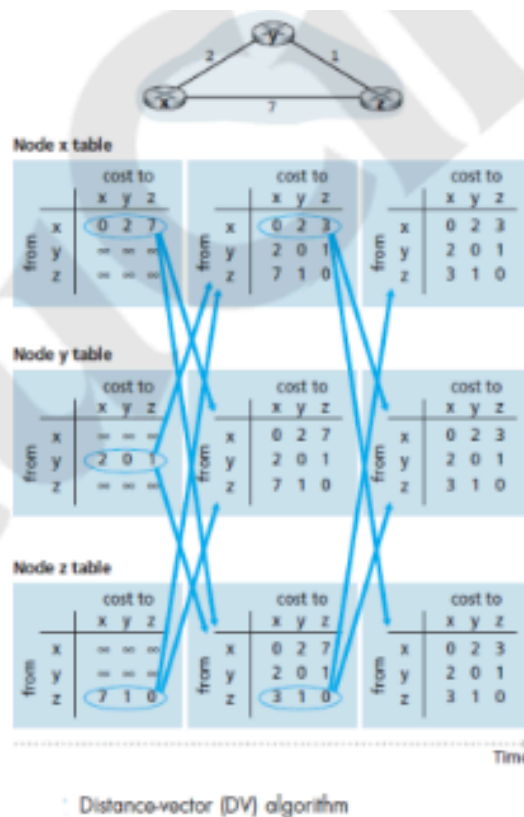 y
2 1
x z
7
Node x table
cost to cost to cost to
x y z x y z x y z
x 0 2 7 x 0 2 3 x 0 2 3
from y ∞ ∞ ∞ from y 2 0 1 from y 2 0 1
z ∞ ∞ ∞ z 7 1 0 z 3 1 0
Node y table
cost to cost to cost to
x y z x y z x y z
x ∞ ∞ ∞ x 0 2 7 x 0 2 3
from y 2 0 1 from y 2 0 1 from y 2 0 1
z ∞ ∞ ∞ z 7 1 0 z 3 1 0
Node z table
cost to cost to cost to
x y z x y z x y z
x ∞ ∞ ∞ x 0 2 7 x 0 2 3
from y ∞ ∞ ∞ from y 2 0 1 from y 2 0 1
z 7 1 0 z 3 1 0 z 3 1 0
Time
Distance-vector (DV) algorithm